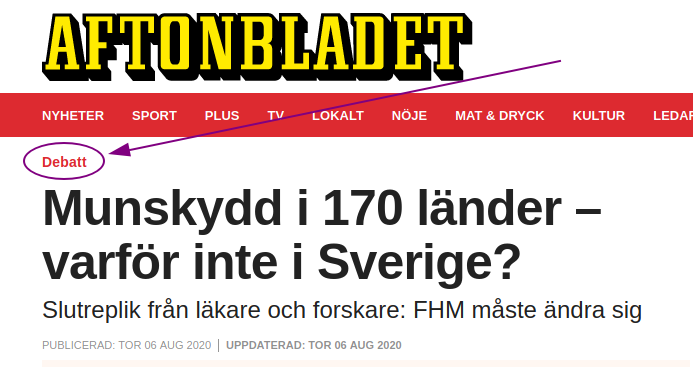 AFTONBLADET
NYHETER SPORT PLUS TV LOKALT NÖJE MAT & DRYCK KULTUR LEDAR
Debatt
Munskydd i 170 länder –
varför inte i Sverige?
Slutreplik från läkare och forskare: FHM måste ändra sig
PUBLICERAD: TOR 06 AUG 2020 | UPPDATERAD: TOR 06 AUG 2020